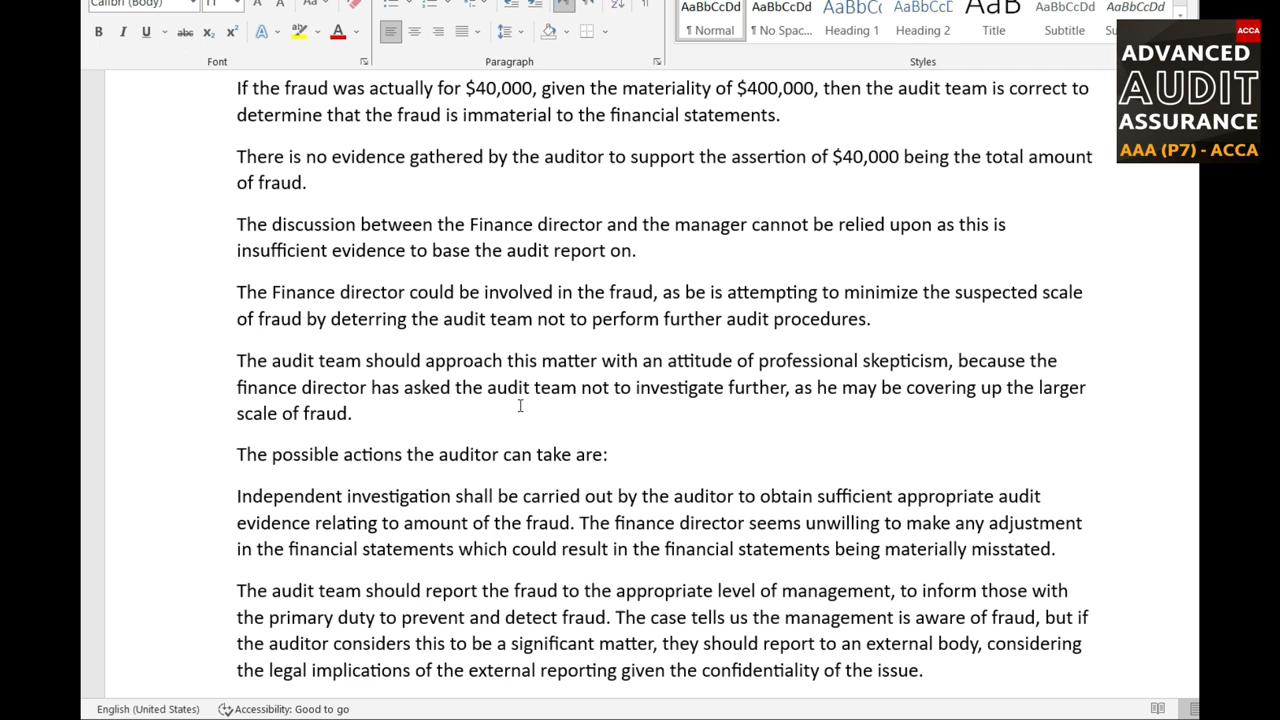 Calibri (Body)
11
Aa
AaBbCcDd AaBbCcDd AaBbCc AaBbCcE AaB AaBbCcDd AaBbCcDd
B I U abc x₂ x² A A
¶ Normal ¶ No Spac... Heading 1 Heading 2 Title Subtitle
Font Paragraph Styles
ACCA
ADVANCED
AUDIT
ASSURANCE
AAA (P7) - ACCA
If the fraud was actually for $40,000, given the materiality of $400,000, then the audit team is correct to
determine that the fraud is immaterial to the financial statements.
There is no evidence gathered by the auditor to support the assertion of $40,000 being the total amount
of fraud.
The discussion between the Finance director and the manager cannot be relied upon as this is
insufficient evidence to base the audit report on.
The Finance director could be involved in the fraud, as be is attempting to minimize the suspected scale
of fraud by deterring the audit team not to perform further audit procedures.
The audit team should approach this matter with an attitude of professional skepticism, because the
finance director has asked the audit team not to investigate further, as he may be covering up the larger
scale of fraud.
The possible actions the auditor can take are:
Independent investigation shall be carried out by the auditor to obtain sufficient appropriate audit
evidence relating to amount of the fraud. The finance director seems unwilling to make any adjustment
in the financial statements which could result in the financial statements being materially misstated.
The audit team should report the fraud to the appropriate level of management, to inform those with
the primary duty to prevent and detect fraud. The case tells us the management is aware of fraud, but if
the auditor considers this to be a significant matter, they should report to an external body, considering
the legal implications of the external reporting given the confidentiality of the issue.
English (United States) Accessibility: Good to go